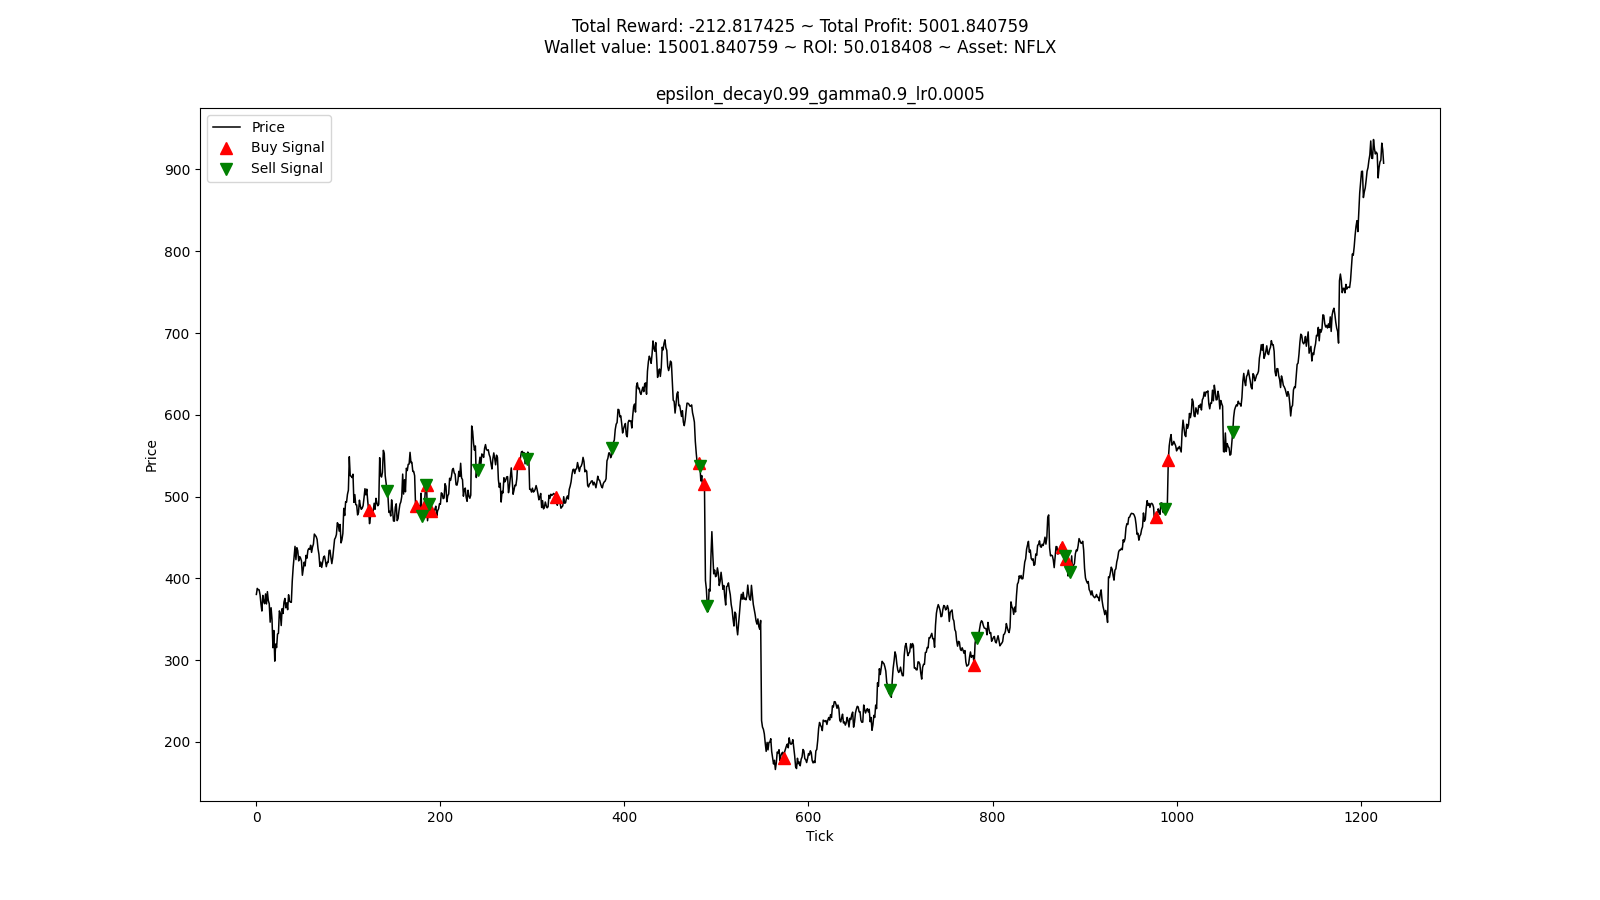 Total Reward: -212.817425 ~ Total Profit: 5001.840759
Wallet value: 15001.840759 ~ ROI: 50.018408 ~ Asset: NFLX
epsilon_decay0.99_gamma0.9_lr0.0005
Price
Buy Signal
Sell Signal
900
800
700
600
500
400
300
200
Price
0 200 400 600 800 1000 1200
Tick